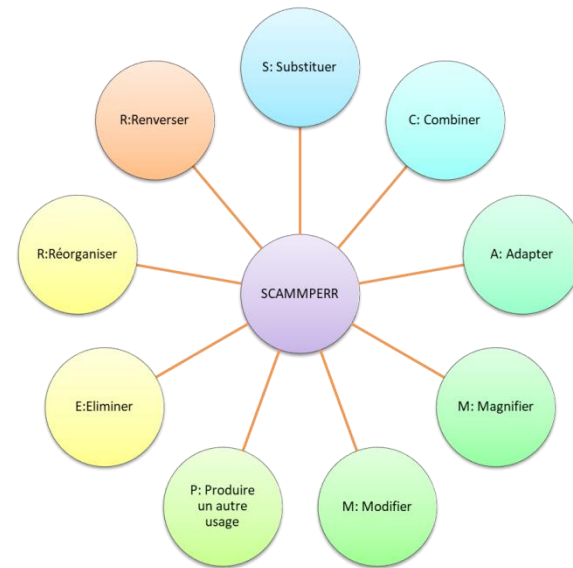 S: Substituer
C: Combiner
A: Adapter
M: Magnifier
M: Modifier
P: Produire
un autre
usage
E:Eliminer
R:Réorganiser
R:Renverser
SCAMMPERR